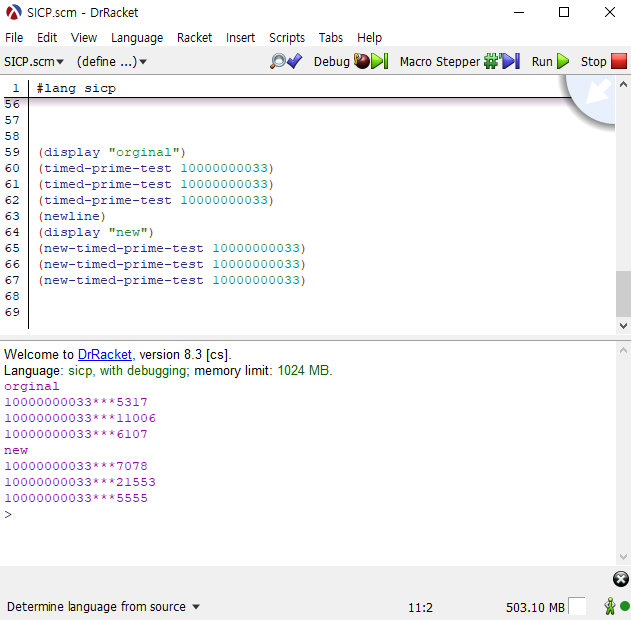 SICP.scm - DrRacket
File Edit View Language Racket Insert Scripts Tabs Help
SICP.scm▾ (define ...)▾ Debug Macro Stepper Run Stop
1 #lang sicp
56
57
58
59 (display "orginal")
60 (timed-prime-test 10000000033)
61 (timed-prime-test 10000000033)
62 (timed-prime-test 10000000033)
63 (newline)
64 (display "new")
65 (new-timed-prime-test 10000000033)
66 (new-timed-prime-test 10000000033)
67 (new-timed-prime-test 10000000033)
68
69
Welcome to DrRacket, version 8.3 [cs].
Language: sicp, with debugging; memory limit: 1024 MB.
orginal
10000000033***5317
10000000033***11006
10000000033***6107
new
10000000033***7078
10000000033***21553
10000000033***5555
>
Determine language from source ▾ 11:2 503.10 MB